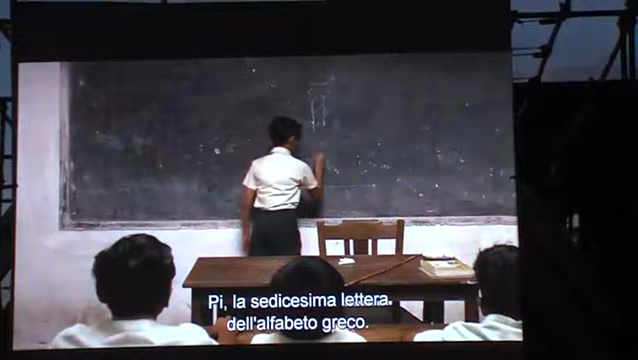 π
Pi, la sedicesima lettera
dell'alfabeto greco.